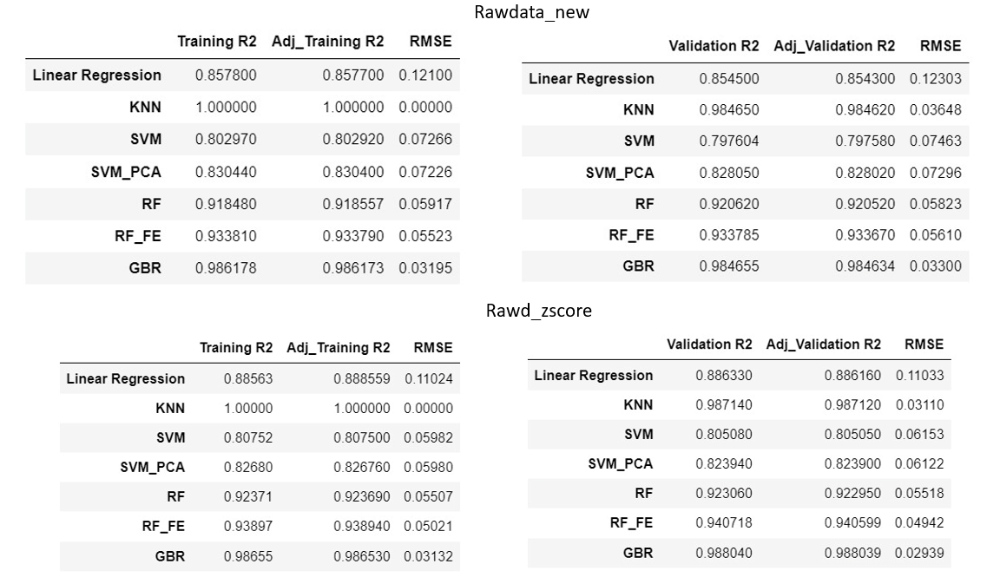 Rawdata_new
Training R2 Adj_Training R2 RMSE
Linear Regression 0.857800 0.857700 0.12100
KNN 1.000000 1.000000 0.00000
SVM 0.802970 0.802920 0.07266
SVM_PCA 0.830440 0.830400 0.07226
RF 0.918480 0.918557 0.05917
RF_FE 0.933810 0.933790 0.05523
GBR 0.986178 0.986173 0.03195
Validation R2 Adj_Validation R2 RMSE
Linear Regression 0.854500 0.854300 0.12303
KNN 0.984650 0.984620 0.03648
SVM 0.797604 0.797580 0.07463
SVM_PCA 0.828050 0.828020 0.07296
RF 0.920620 0.920520 0.05823
RF_FE 0.933785 0.933670 0.05610
GBR 0.984655 0.984634 0.03300
Rawd_zscore
Training R2 Adj_Training R2 RMSE
Linear Regression 0.88563 0.888559 0.11024
KNN 1.00000 1.000000 0.00000
SVM 0.80752 0.807500 0.05982
SVM_PCA 0.82680 0.826760 0.05980
RF 0.92371 0.923690 0.05507
RF_FE 0.93897 0.938940 0.05021
GBR 0.98655 0.986530 0.03132
Validation R2 Adj_Validation R2 RMSE
Linear Regression 0.886330 0.886160 0.11033
KNN 0.987140 0.987120 0.03110
SVM 0.805080 0.805050 0.06153
SVM_PCA 0.823940 0.823900 0.06122
RF 0.923060 0.922950 0.05518
RF_FE 0.940718 0.940599 0.04942
GBR 0.988040 0.988039 0.02939